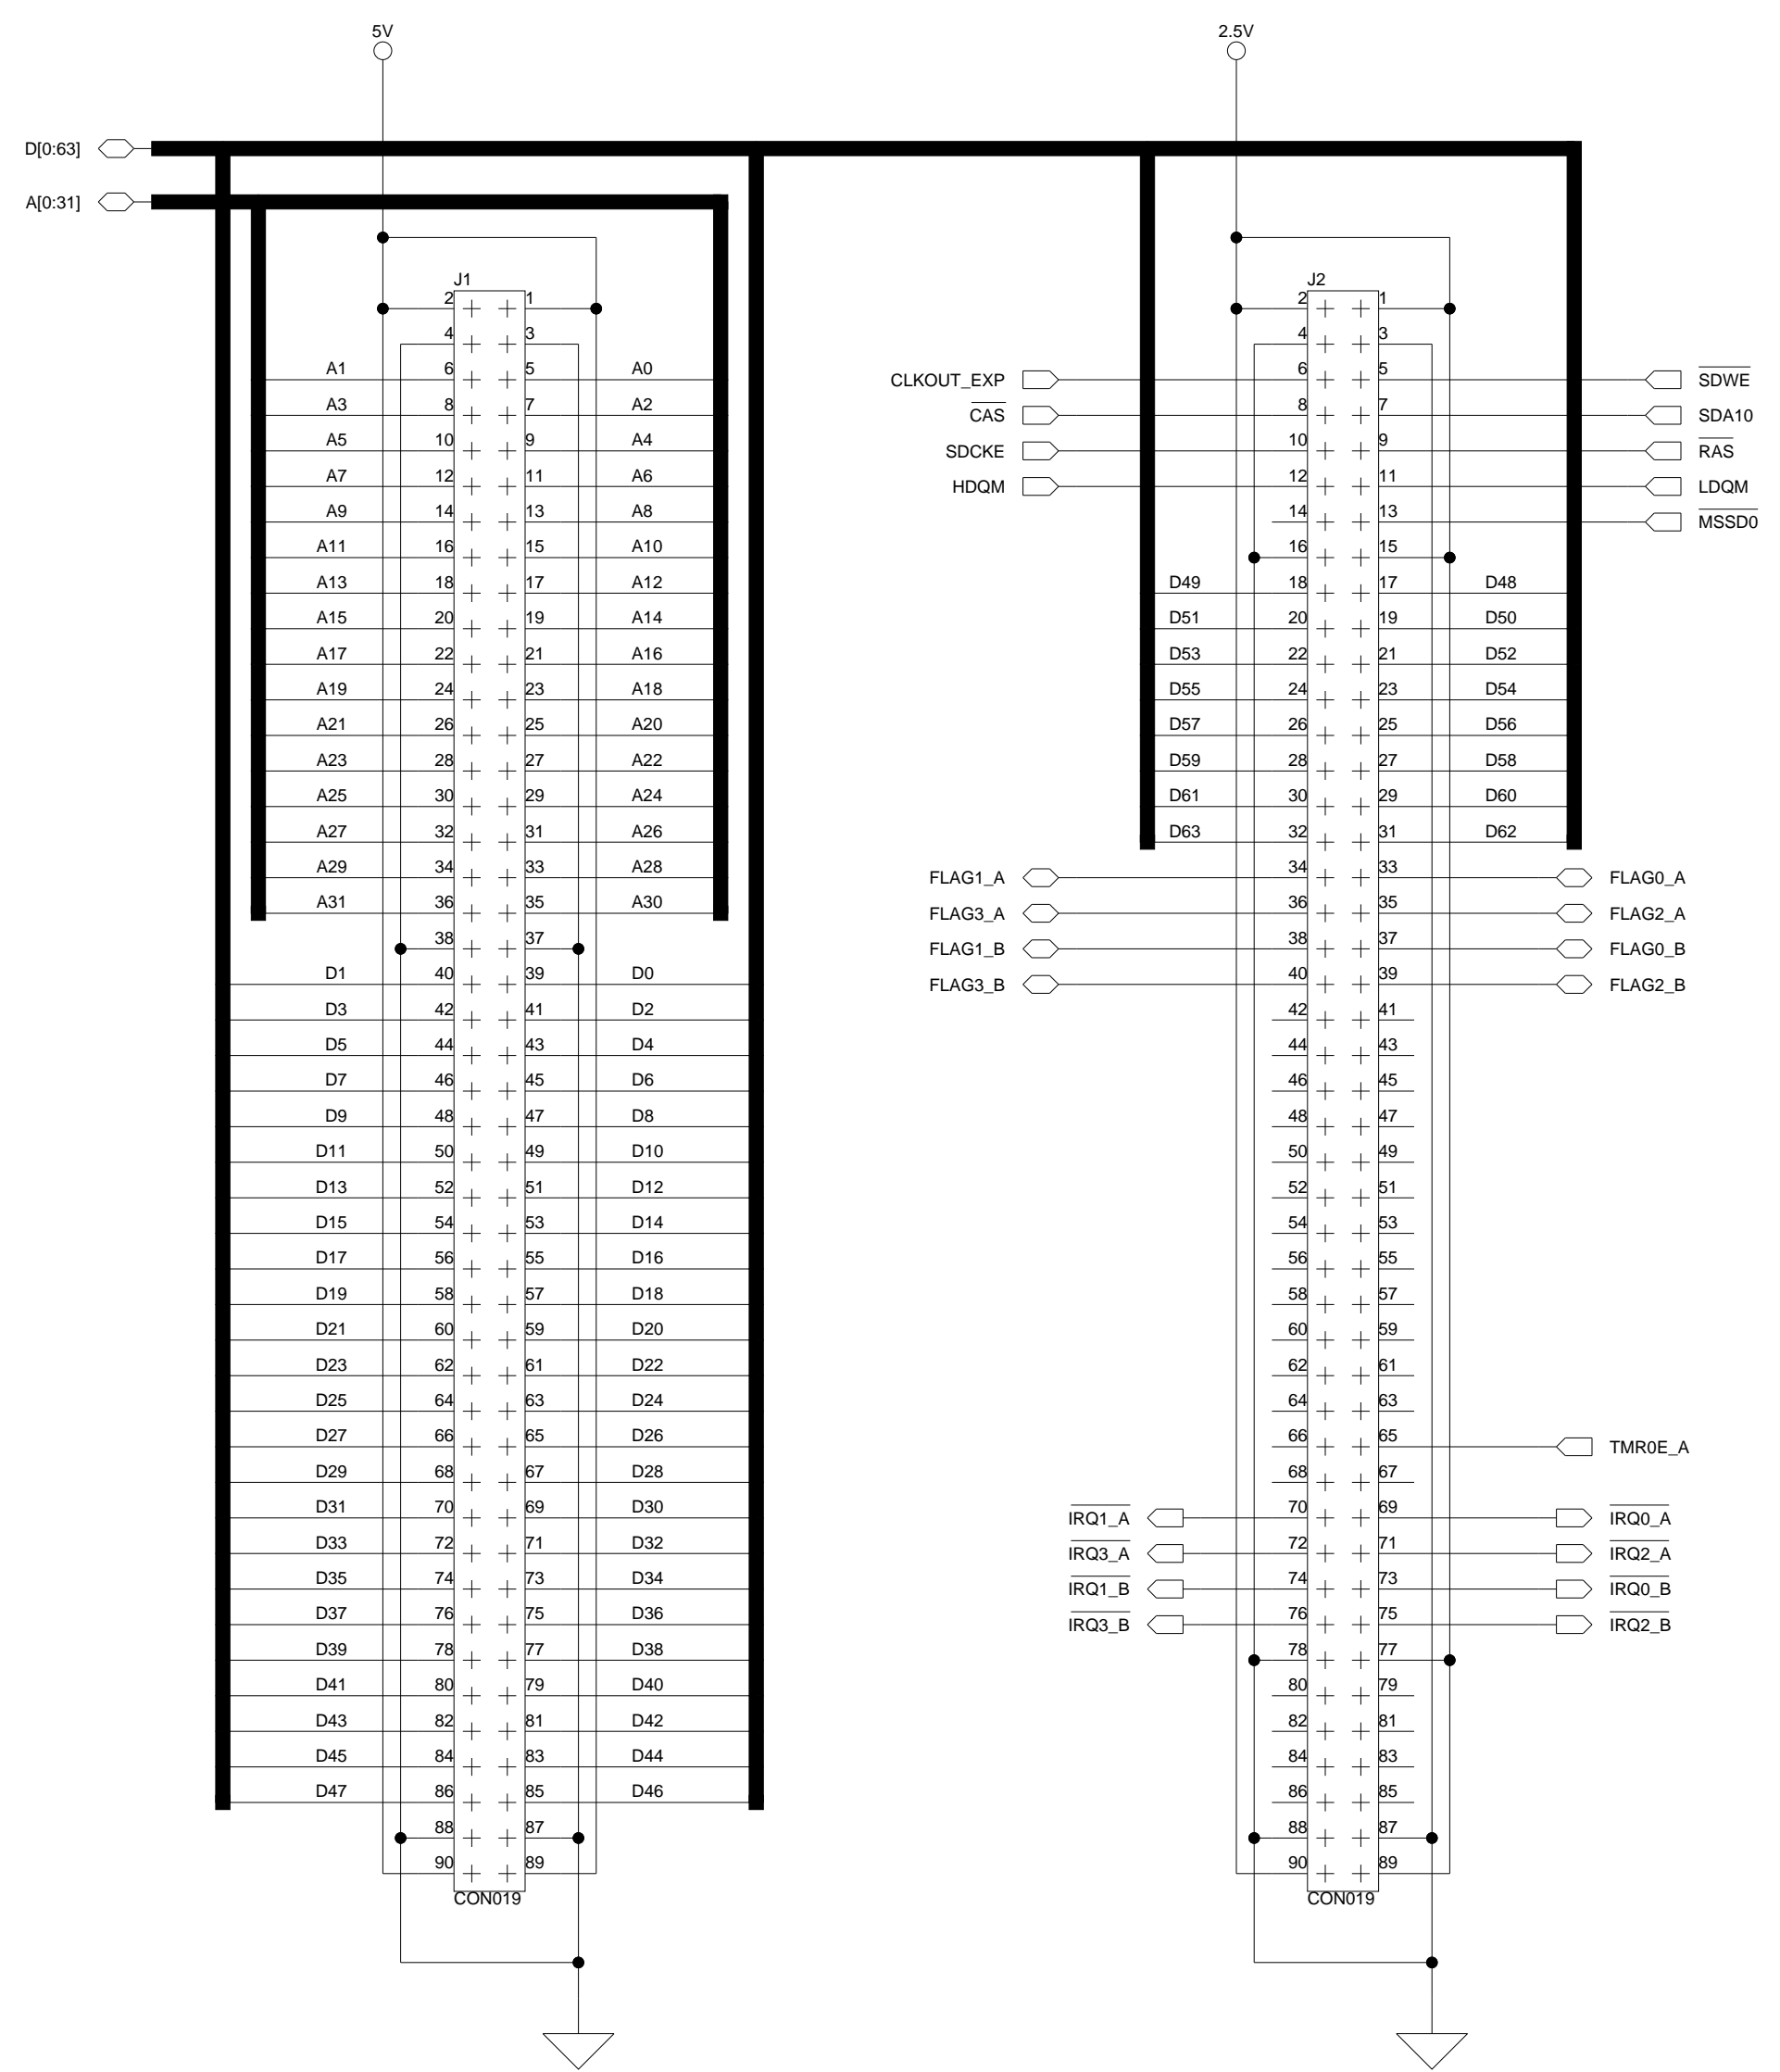 5V 2.5V
D[0:63]
A[0:31]
J1 J2
2 1 2 1
4 3 4 3
A1 6 5 A0 CLKOUT_EXP 6 5 SDWE
A3 8 7 A2 CAS 8 7 SDA10
A5 10 9 A4 SDCKE 10 9 RAS
A7 12 11 A6 HDQM 12 11 LDQM
A9 14 13 A8 14 13 MSSD0
A11 16 15 A10 16 15
A13 18 17 A12 D49 18 17 D48
A15 20 19 A14 D51 20 19 D50
A17 22 21 A16 D53 22 21 D52
A19 24 23 A18 D55 24 23 D54
A21 26 25 A20 D57 26 25 D56
A23 28 27 A22 D59 28 27 D58
A25 30 29 A24 D61 30 29 D60
A27 32 31 A26 D63 32 31 D62
A29 34 33 A28 FLAG1_A 34 33 FLAG0_A
A31 36 35 A30 FLAG3_A 36 35 FLAG2_A
38 37 FLAG1_B 38 37 FLAG0_B
D1 40 39 D0 FLAG3_B 40 39 FLAG2_B
D3 42 41 D2 42 41
D5 44 43 D4 44 43
D7 46 45 D6 46 45
D9 48 47 D8 48 47
D11 50 49 D10 50 49
D13 52 51 D12 52 51
D15 54 53 D14 54 53
D17 56 55 D16 56 55
D19 58 57 D18 58 57
D21 60 59 D20 60 59
D23 62 61 D22 62 61
D25 64 63 D24 64 63
D27 66 65 D26 66 65 TMR0E_A
D29 68 67 D28 68 67
D31 70 69 D30 IRQ1_A 70 69 IRQ0_A
D33 72 71 D32 IRQ3_A 72 71 IRQ2_A
D35 74 73 D34 IRQ1_B 74 73 IRQ0_B
D37 76 75 D36 IRQ3_B 76 75 IRQ2_B
D39 78 77 D38 78 77
D41 80 79 D40 80 79
D43 82 81 D42 82 81
D45 84 83 D44 84 83
D47 86 85 D46 86 85
88 87 88 87
90 89 90 89
CON019 CON019